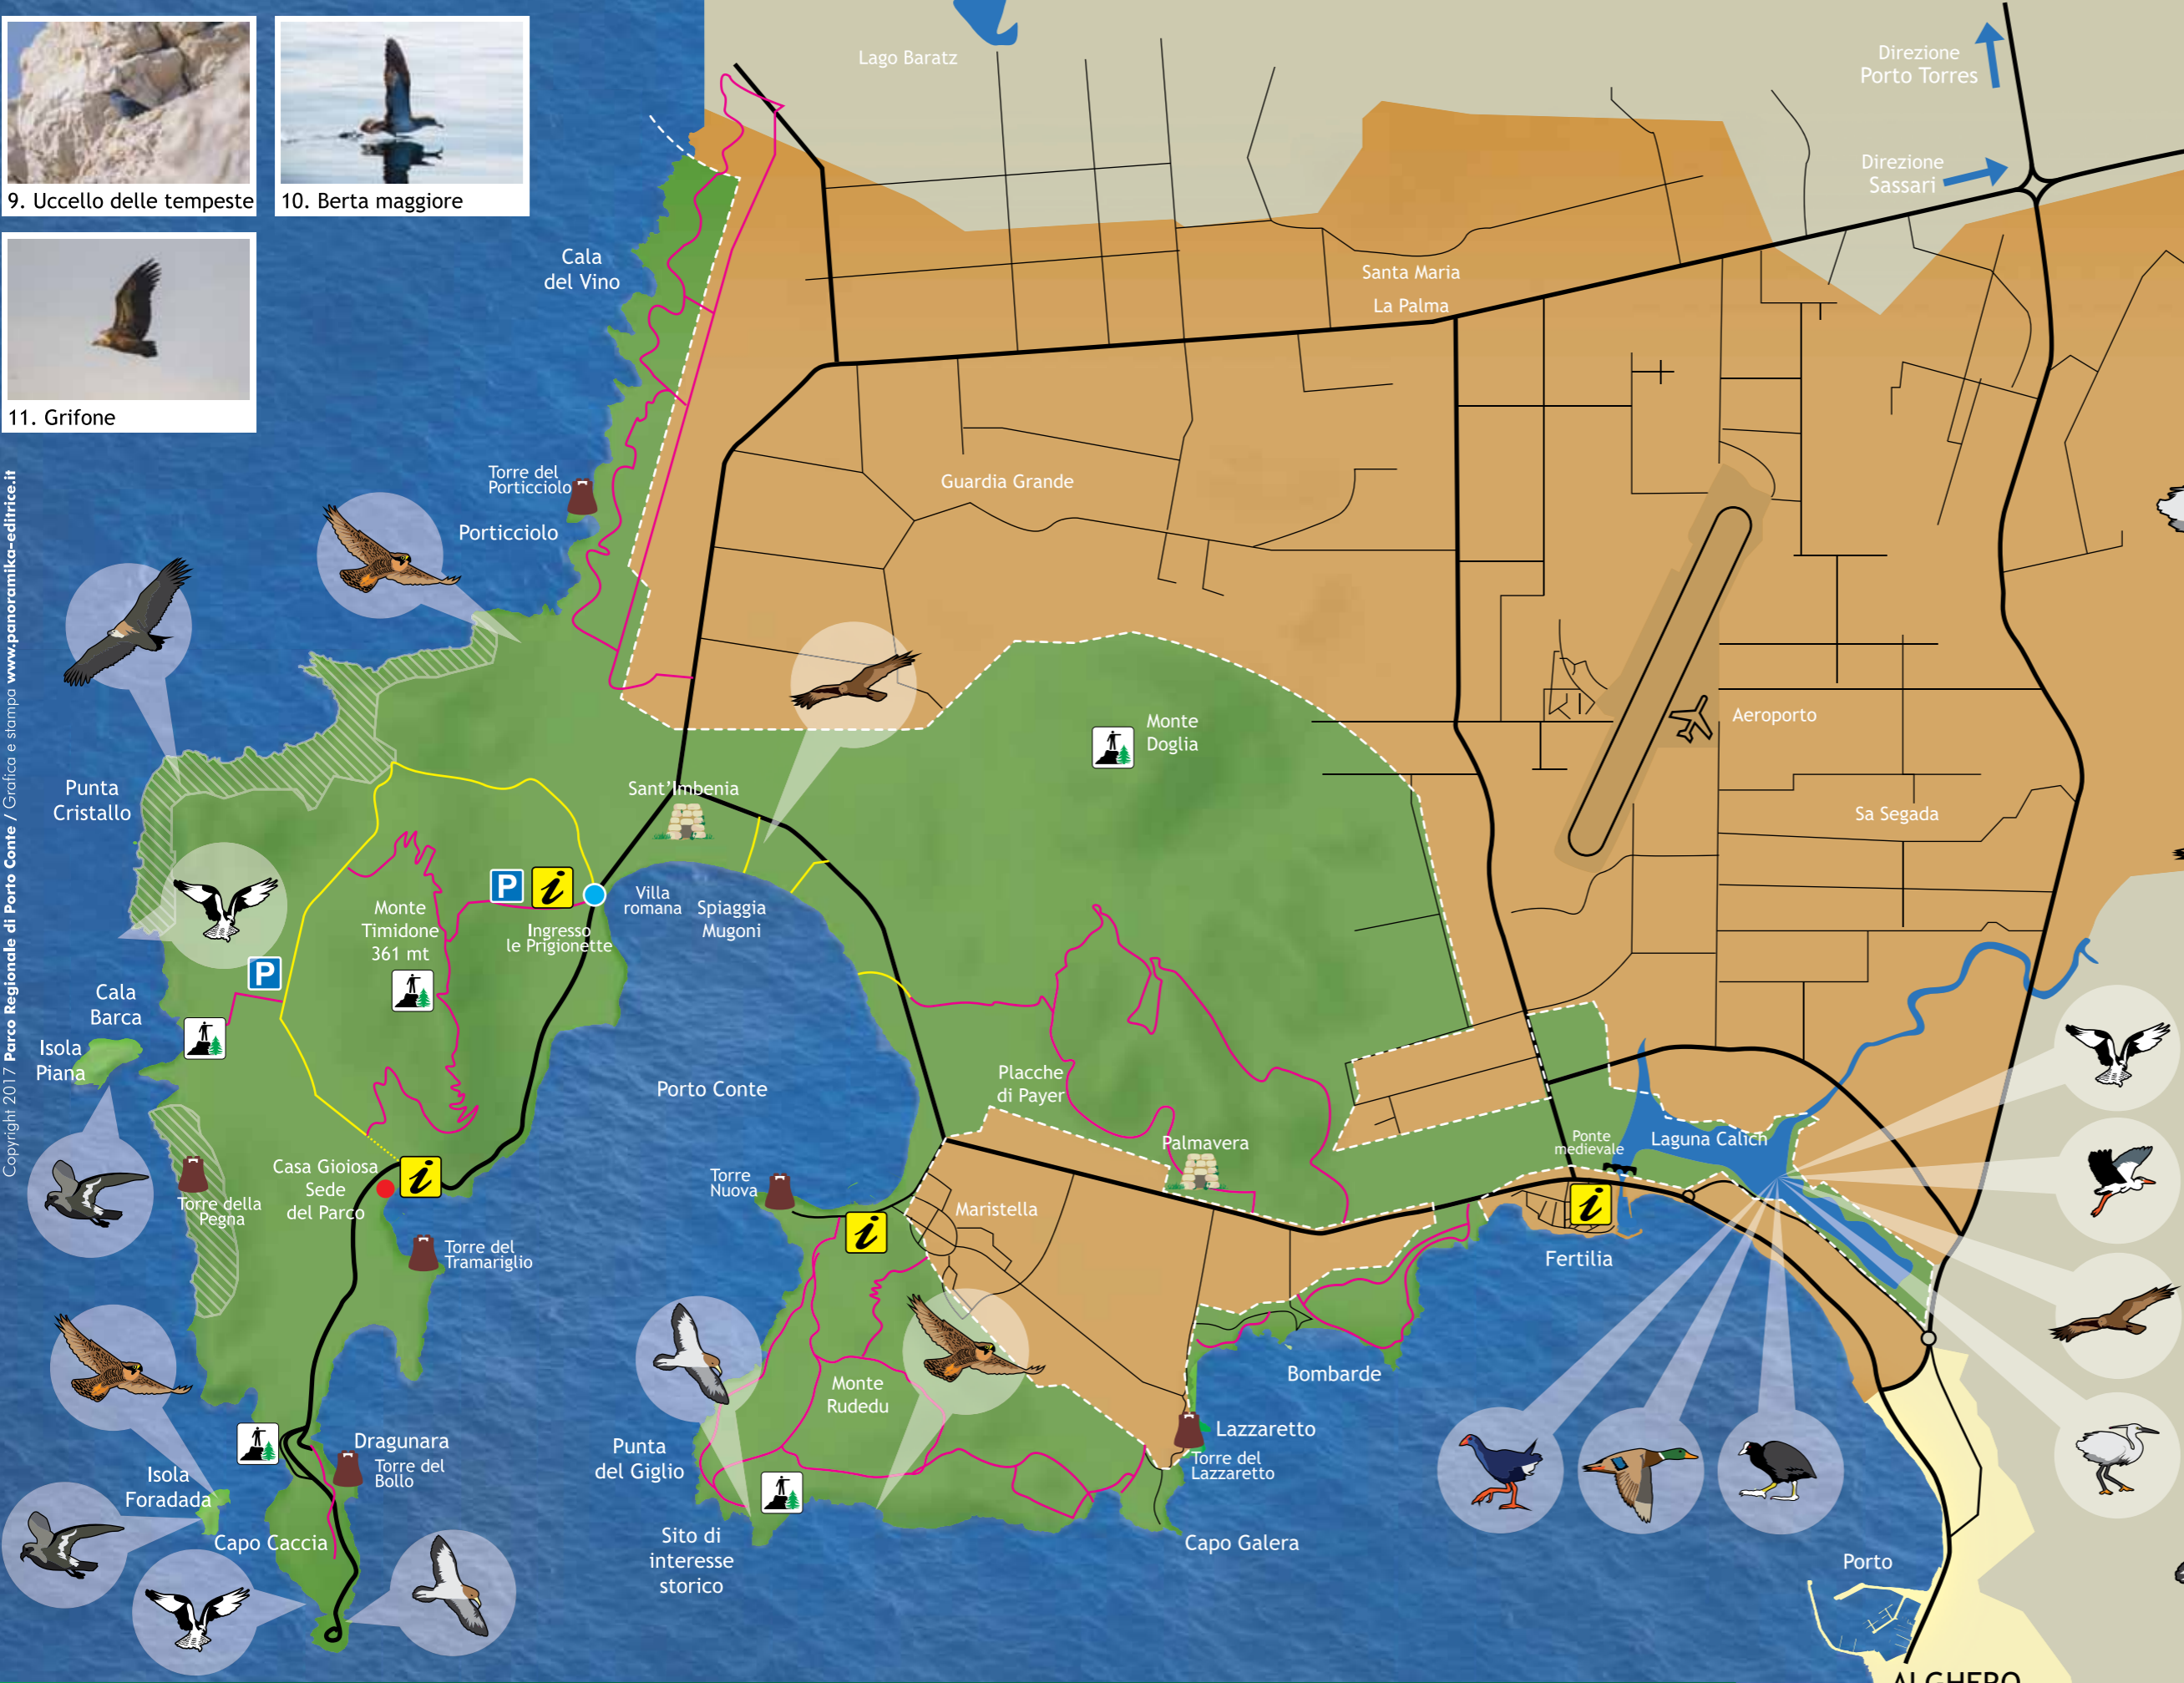 9. Uccello delle tempeste
10. Berta maggiore
11. Grifone
Copyright 2017 Parco Regionale di Porto Conte / Grafica e stampa www.panoramika-editrice.it
Lago Baratz
Direzione
Porto Torres
Direzione
Sassari
Cala
del Vino
Santa Maria
La Palma
Torre del
Porticciolo
Porticciolo
Guardia Grande
Monte
Doglia
Aeroporto
Punta
Cristallo
Sant'Imbenia
Sa Segada
P
i
Villa
romana
Spiaggia
Mugoni
Monte
Timidone
361 mt
Ingresso
le Prigionette
P
Cala
Barca
Isola
Piana
Porto Conte
Placche
di Payer
Palmavera
Ponte
medievale
Laguna Calich
Casa Gioiosa
Sede
del Parco
i
Torre della
Pegna
Torre
Nuova
Maristella
i
i
Torre del
Tramariglio
Fertilia
Bombarde
Monte
Rudedu
Dragunara
Torre del
Bollo
Punta
del Giglio
Lazzaretto
Torre del
Lazzaretto
Isola
Foradada
Capo Caccia
Sito di
interesse
storico
Capo Galera
Porto
ALGHERO